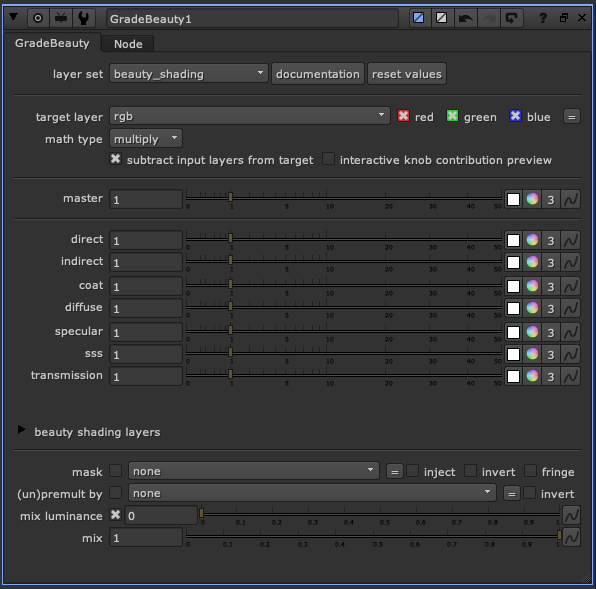 GradeBeauty1
GradeBeauty Node
layer set beauty_shading documentation reset values
target layer rgb red green blue =
math type multiply
subtract input layers from target interactive knob contribution preview
master 1 3
0 1 5 10 20 30 40 50
direct 1 3
0 1 5 10 20 30 40 50
indirect 1 3
0 1 5 10 20 30 40 50
coat 1 3
0 1 5 10 20 30 40 50
diffuse 1 3
0 1 5 10 20 30 40 50
specular 1 3
0 1 5 10 20 30 40 50
sss 1 3
0 1 5 10 20 30 40 50
transmission 1 3
0 1 5 10 20 30 40 50
beauty shading layers
mask none = inject invert fringe
(un)premult by none = invert
mix luminance 0
0 0.1 0.2 0.3 0.4 0.5 0.6 0.7 0.8 0.9 1
mix 1
0 0.1 0.2 0.3 0.4 0.5 0.6 0.7 0.8 0.9 1